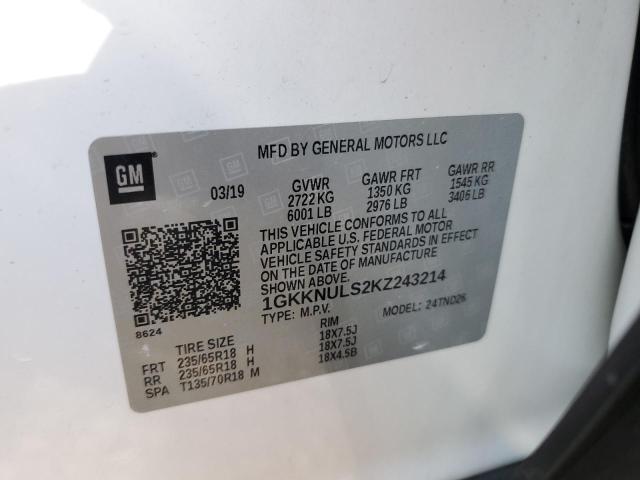 MFD BY GENERAL MOTORS LLC
GM
03/19
GVWR GAWR FRT GAWR RR
2722 KG 1350 KG 1545 KG
6001 LB 2976 LB 3406 LB
THIS VEHICLE CONFORMS TO ALL
APPLICABLE U.S. FEDERAL MOTOR
VEHICLE SAFETY STANDARDS IN EFFECT
ON THE DATE OF MANUFACTURE SHOWN ABOVE.
1GKKNULS2KZ243214
TYPE: M.P.V. MODEL: 24TND26
8624
TIRE SIZE RIM
FRT 235/65R18 H 18X7.5J
RR 235/65R18 H 18X7.5J
SPA T135/70R18 M 18X4.5B